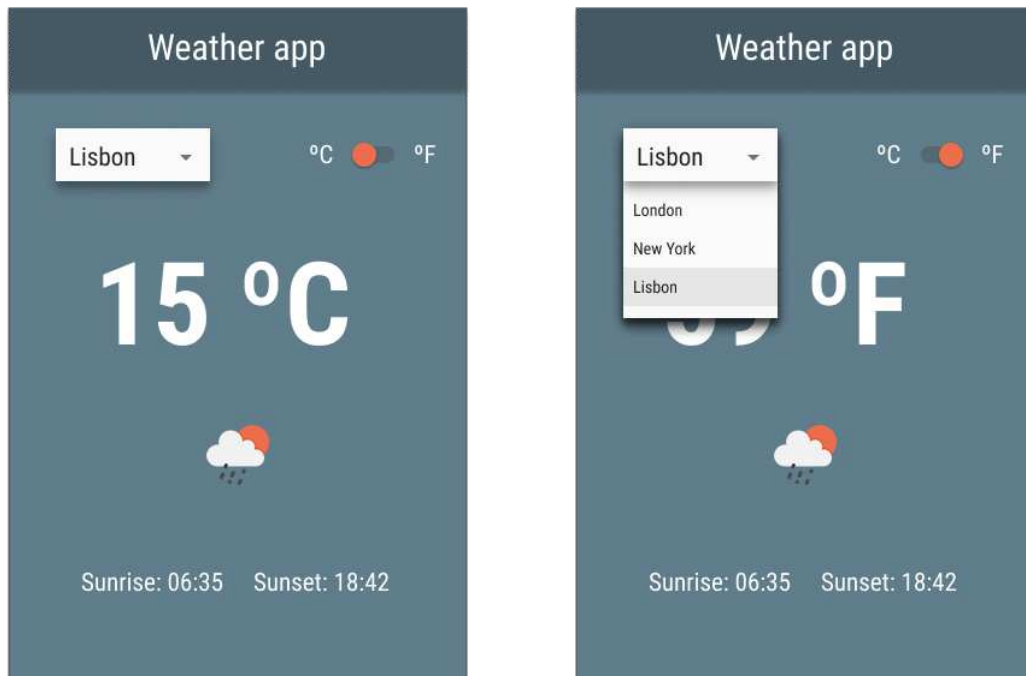 Weather app
Lisbon
ºC ºF
15 ºC
Sunrise: 06:35 Sunset: 18:42
Weather app
Lisbon
ºC ºF
London
New York
Lisbon
ºF
Sunrise: 06:35 Sunset: 18:42